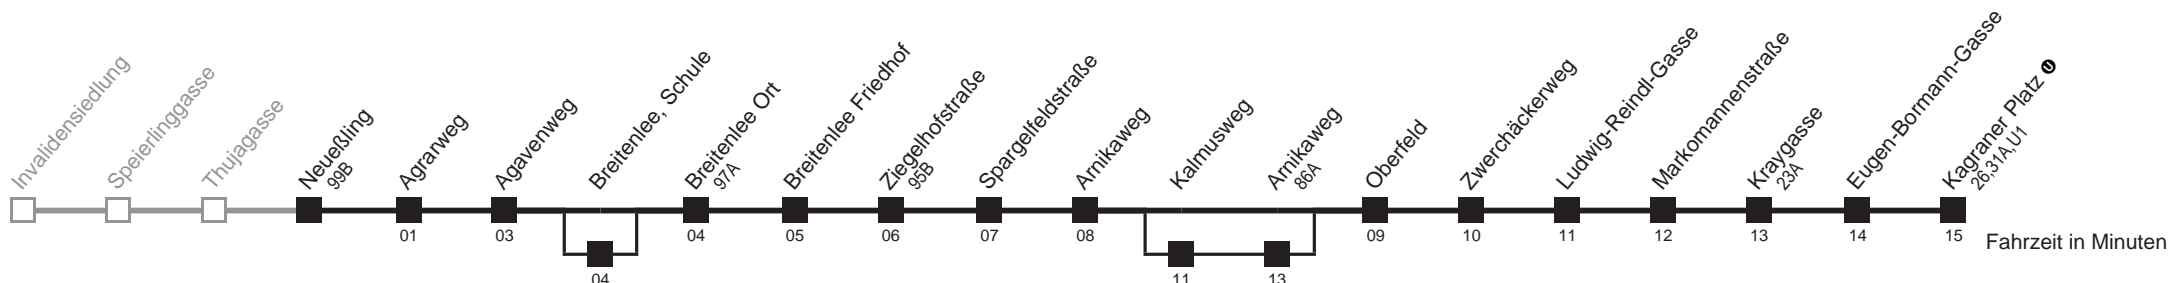 Invalidensiedlung
Speierlinggasse
Thujagasse
Neueßling
99B
Agrarweg
Agavenweg
Breitenlee, Schule
Breitenlee Ort
97A
Breitenlee Friedhof
Ziegelhofstraße
95B
Spargelfeldstraße
Arnikaweg
Kalmusweg
Arnikaweg
86A
Oberfeld
Zwerchäckerweg
Ludwig-Reindl-Gasse
Markomannenstraße
Kraygasse
23A
Eugen-Bormann-Gasse
Kagraner Platz U
26,31A,U1
01 03 04 05 06 07 08 09 10 11 12 13 14 15 Fahrzeit in Minuten
04 11 13